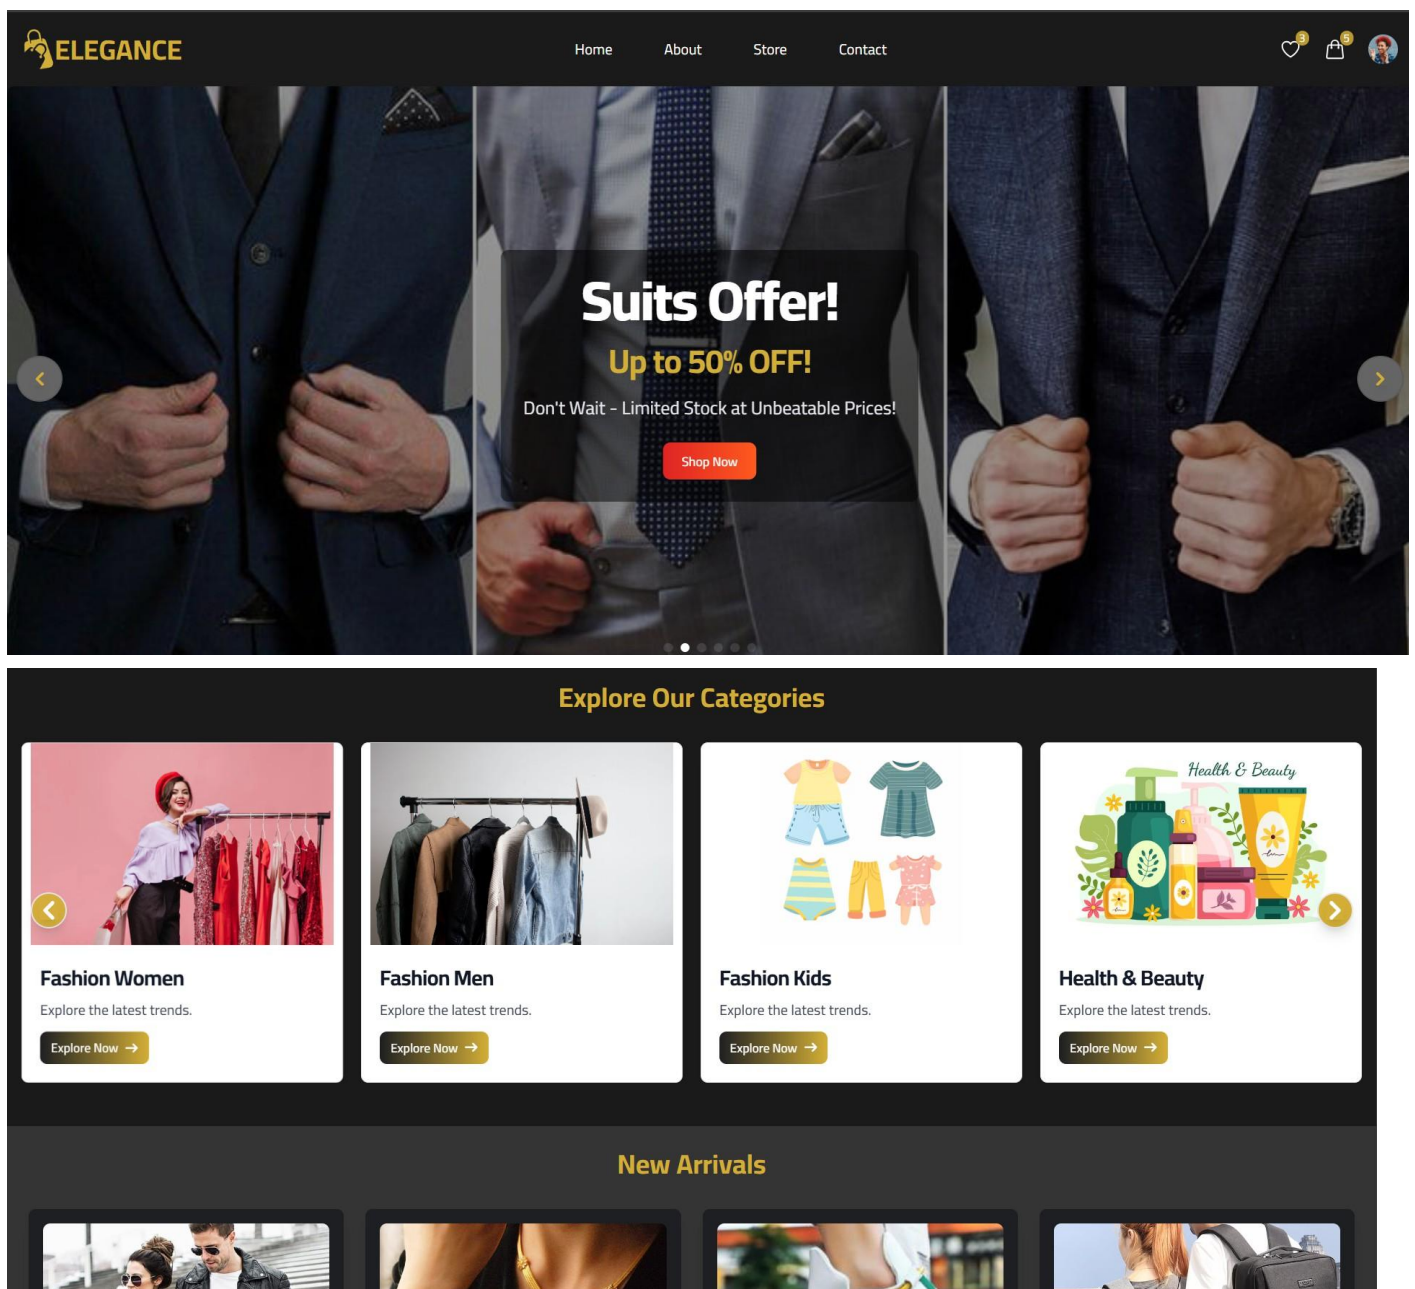 ELEGANCE
Home About Store Contact
3
5
Suits Offer!
Up to 50% OFF!
Don't Wait - Limited Stock at Unbeatable Prices!
Shop Now
Explore Our Categories
Health & Beauty
Fashion Women
Explore the latest trends.
Explore Now →
Fashion Men
Explore the latest trends.
Explore Now →
Fashion Kids
Explore the latest trends.
Explore Now →
Health & Beauty
Explore the latest trends.
Explore Now →
New Arrivals